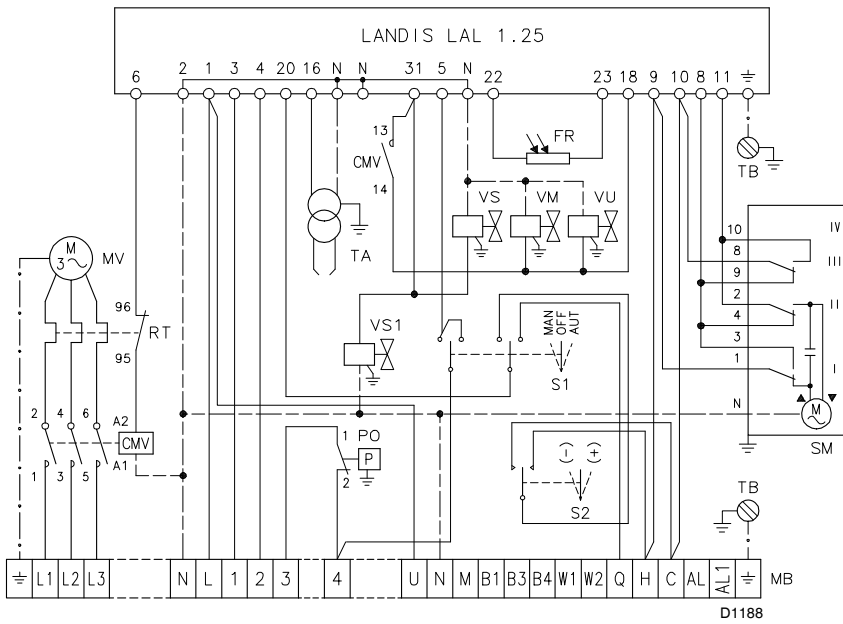 LANDIS LAL 1.25
6 2 1 3 4 20 16 N N 31 5 N 22 23 18 9 10 8 11
13
CMV
14
FR
TB
VS VM VU
TA
10 IV
8 III
9
2 II
4
3
1 I
N
M
SM
M
3
MV
96
RT
95
VS1
MAN
OFF
AUT
S1
2 4 6 A2
CMV
1 3 5 A1
1 PO
P
2
(-) (+)
S2
TB
L1 L2 L3 N L 1 2 3 4 U N M B1 B3 B4 W1 W2 Q H C AL AL1 MB
D1188